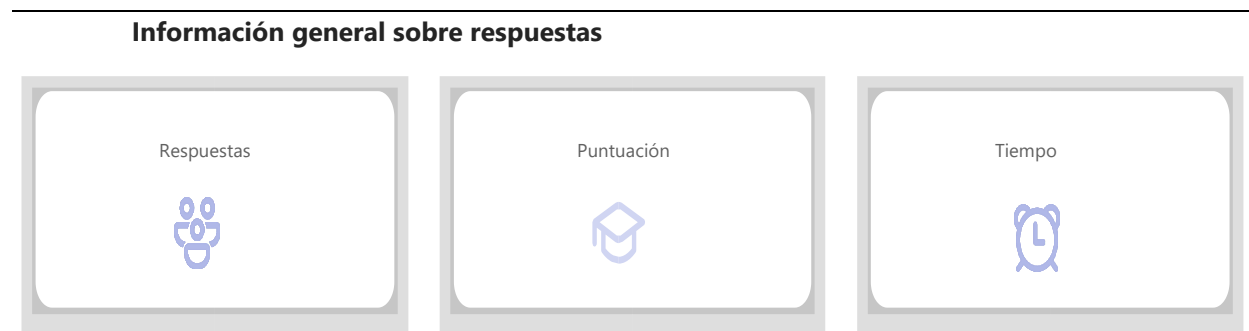 Información general sobre respuestas
Respuestas
Puntuación
Tiempo